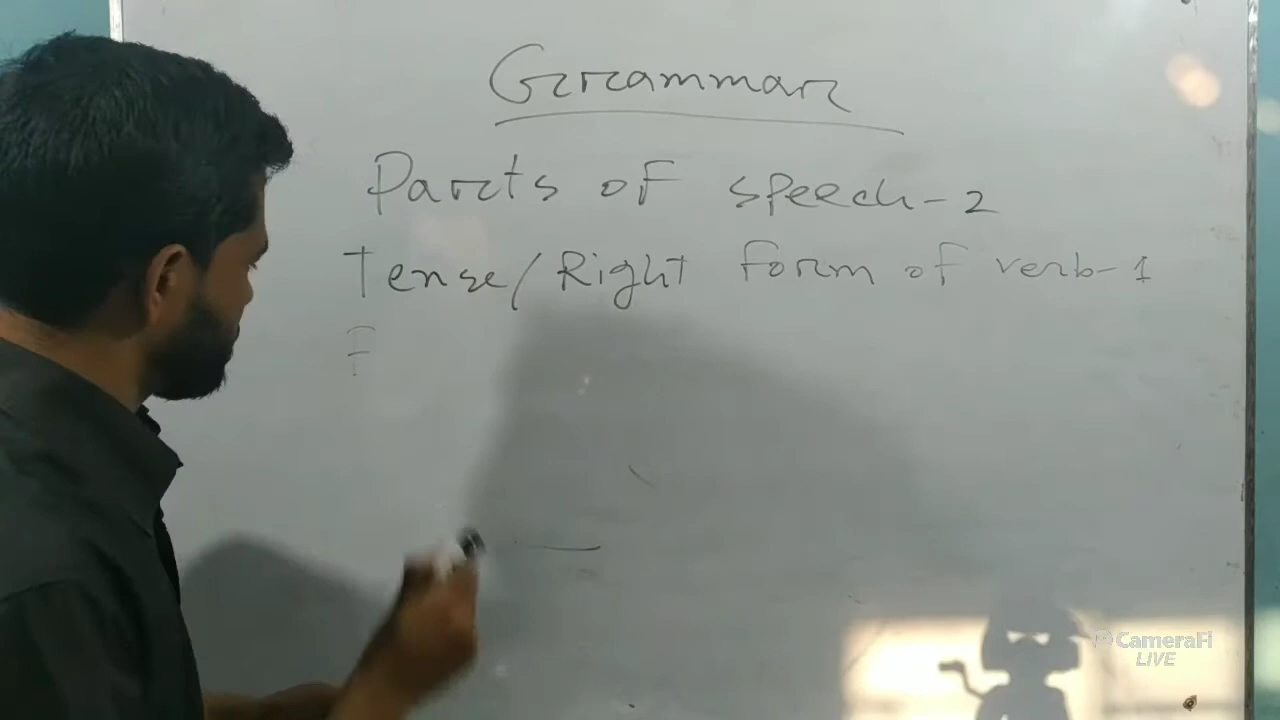 Grammar
Parts of speech-2
Tense/Right form of verb-1
F
CameraFi
LIVE